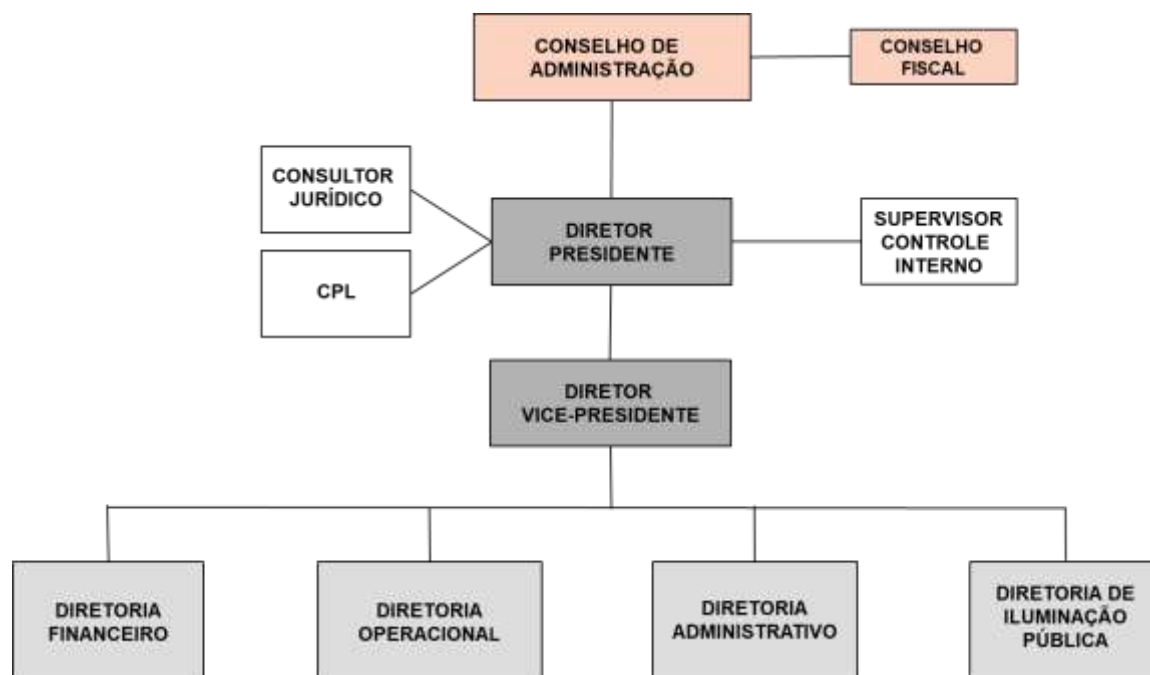 CONSELHO DE
ADMINISTRAÇÃO
CONSELHO
FISCAL
CONSULTOR
JURÍDICO
CPL
DIRETOR
PRESIDENTE
SUPERVISOR
CONTROLE
INTERNO
DIRETOR
VICE-PRESIDENTE
DIRETORIA
FINANCEIRO
DIRETORIA
OPERACIONAL
DIRETORIA
ADMINISTRATIVO
DIRETORIA DE
ILUMINAÇÃO
PÚBLICA